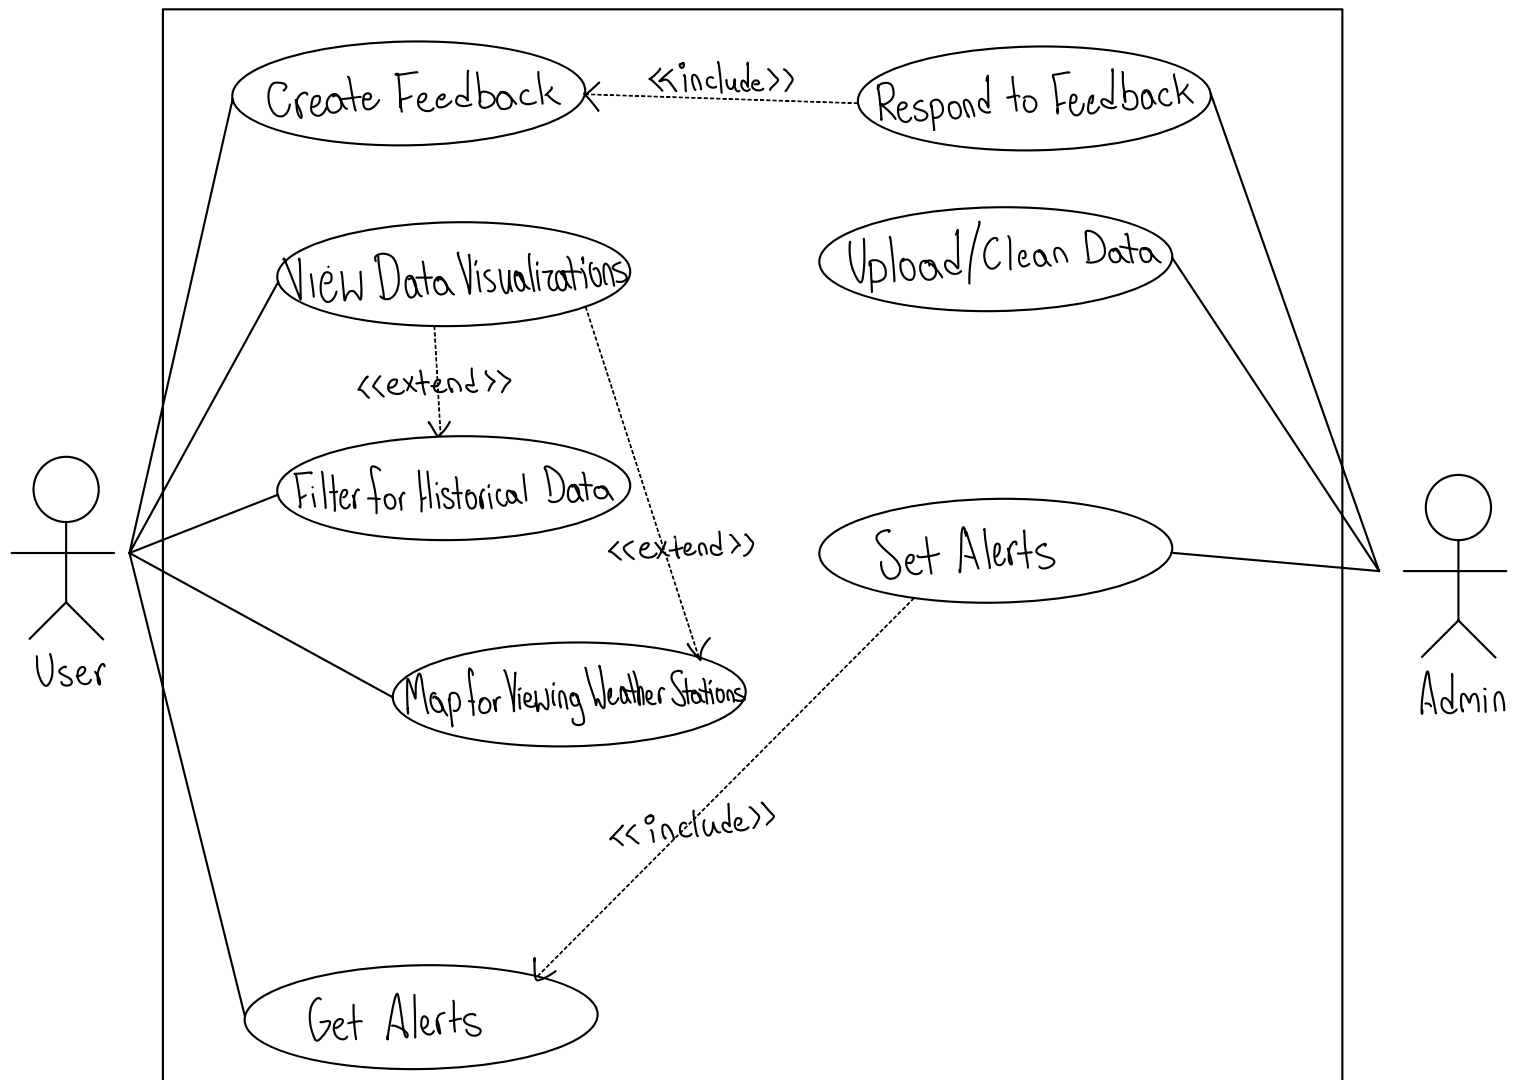 Create Feedback
<<include>>
Respond to Feedback
View Data Visualizations
Upload/Clean Data
<<extend>>
Filter for Historical Data
<<extend>>
Set Alerts
User
Map for Viewing Weather Stations
Admin
<<include>>
Get Alerts